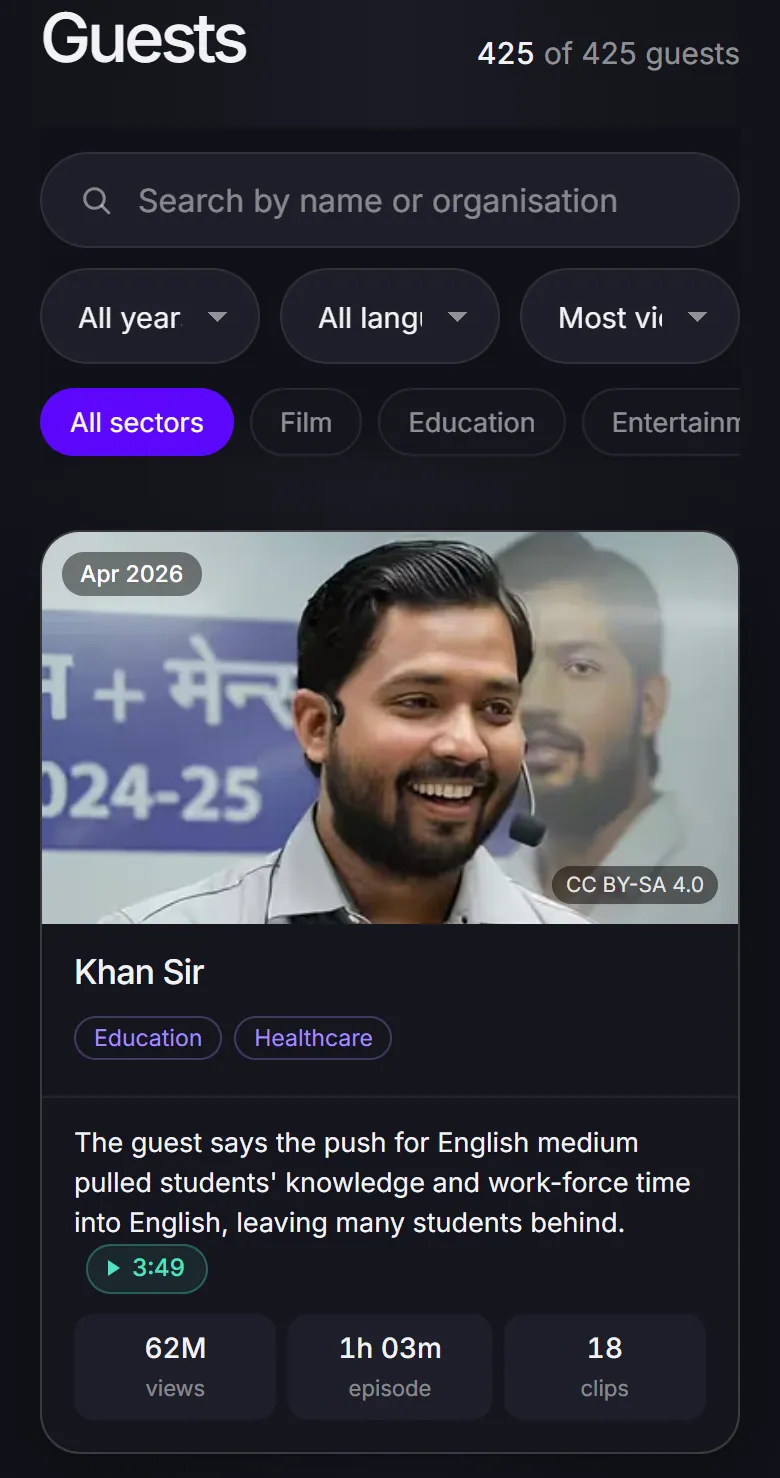 Guests
425 of 425 guests
Search by name or organisation
All year
All lang
Most vi
All sectors
Film
Education
Entertainm
Apr 2026
+ मेन्स
024-25
CC BY-SA 4.0
Khan Sir
Education
Healthcare
The guest says the push for English medium
pulled students' knowledge and work-force time
into English, leaving many students behind.
3:49
62M
1h 03m
18
views
episode
clips